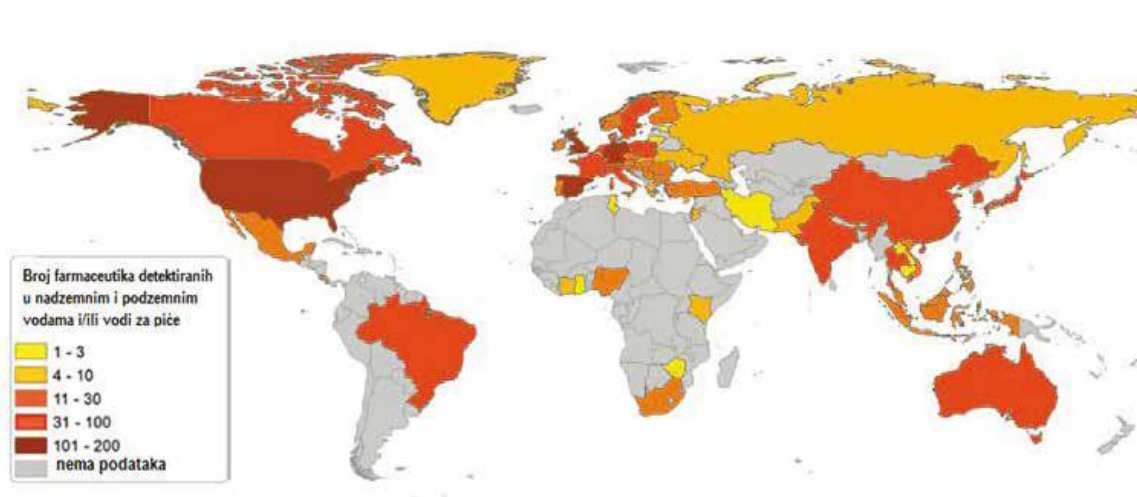 Broj farmaceutika detektiranih
u nadzemnim i podzemnim
vodama i/ili vodi za piće
1 - 3
4 - 10
11 - 30
31 - 100
101 - 200
nema podataka